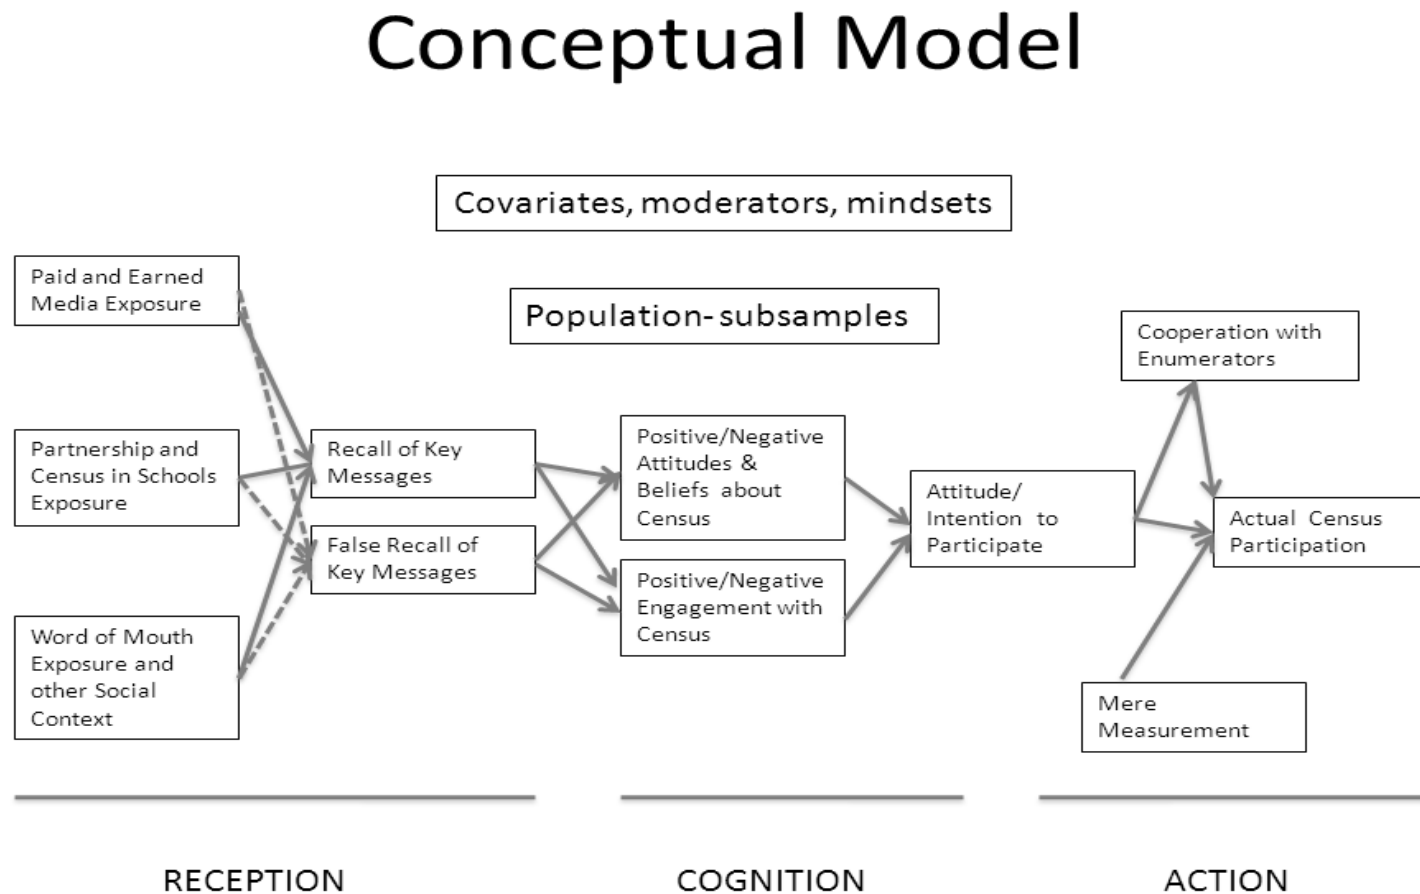 Conceptual Model
Covariates, moderators, mindsets
Paid and Earned
Media Exposure
Population- subsamples
Cooperation with
Enumerators
Partnership and
Census in Schools
Exposure
Recall of Key
Messages
Positive/Negative
Attitudes &
Beliefs about
Census
Attitude/
Intention to
Participate
Actual Census
Participation
False Recall of
Key Messages
Positive/Negative
Engagement with
Census
Word of Mouth
Exposure and
other Social
Context
Mere
Measurement
RECEPTION
COGNITION
ACTION